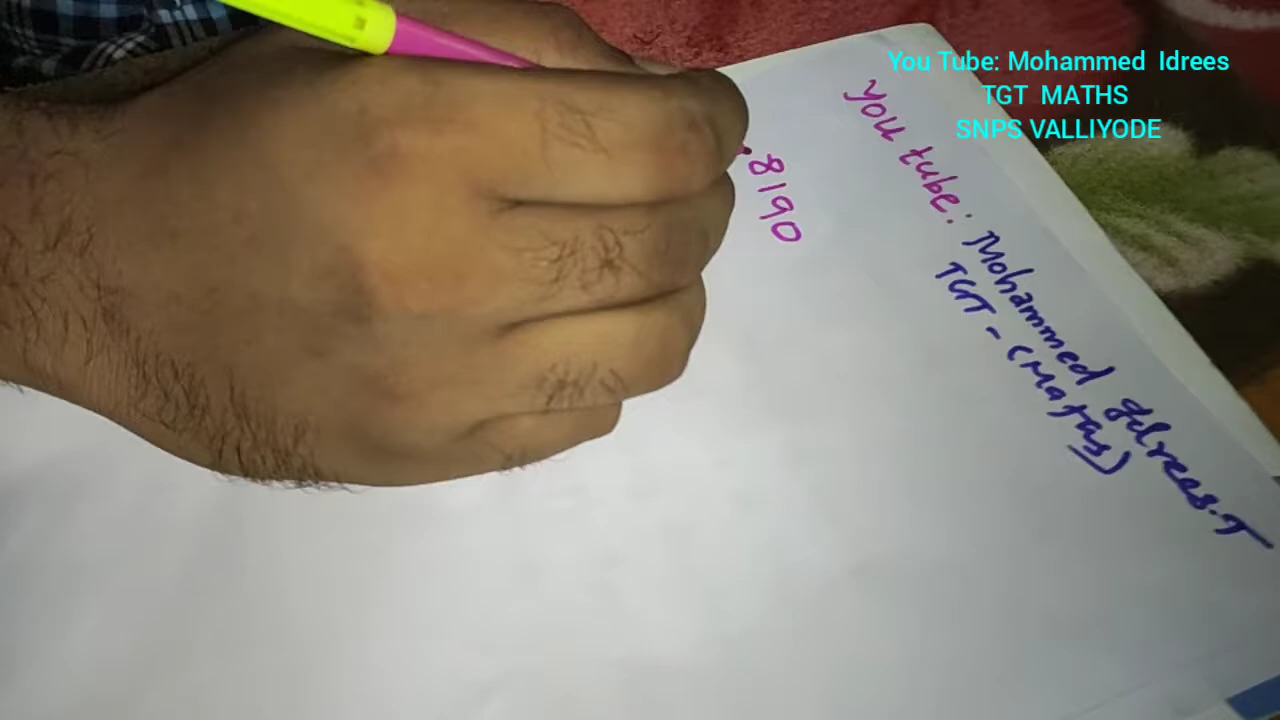 You Tube: Mohammed Idrees
TGT MATHS
SNPS VALLIYODE
You tube: Mohammed Idrees.T
TGT - (Maths)
8190